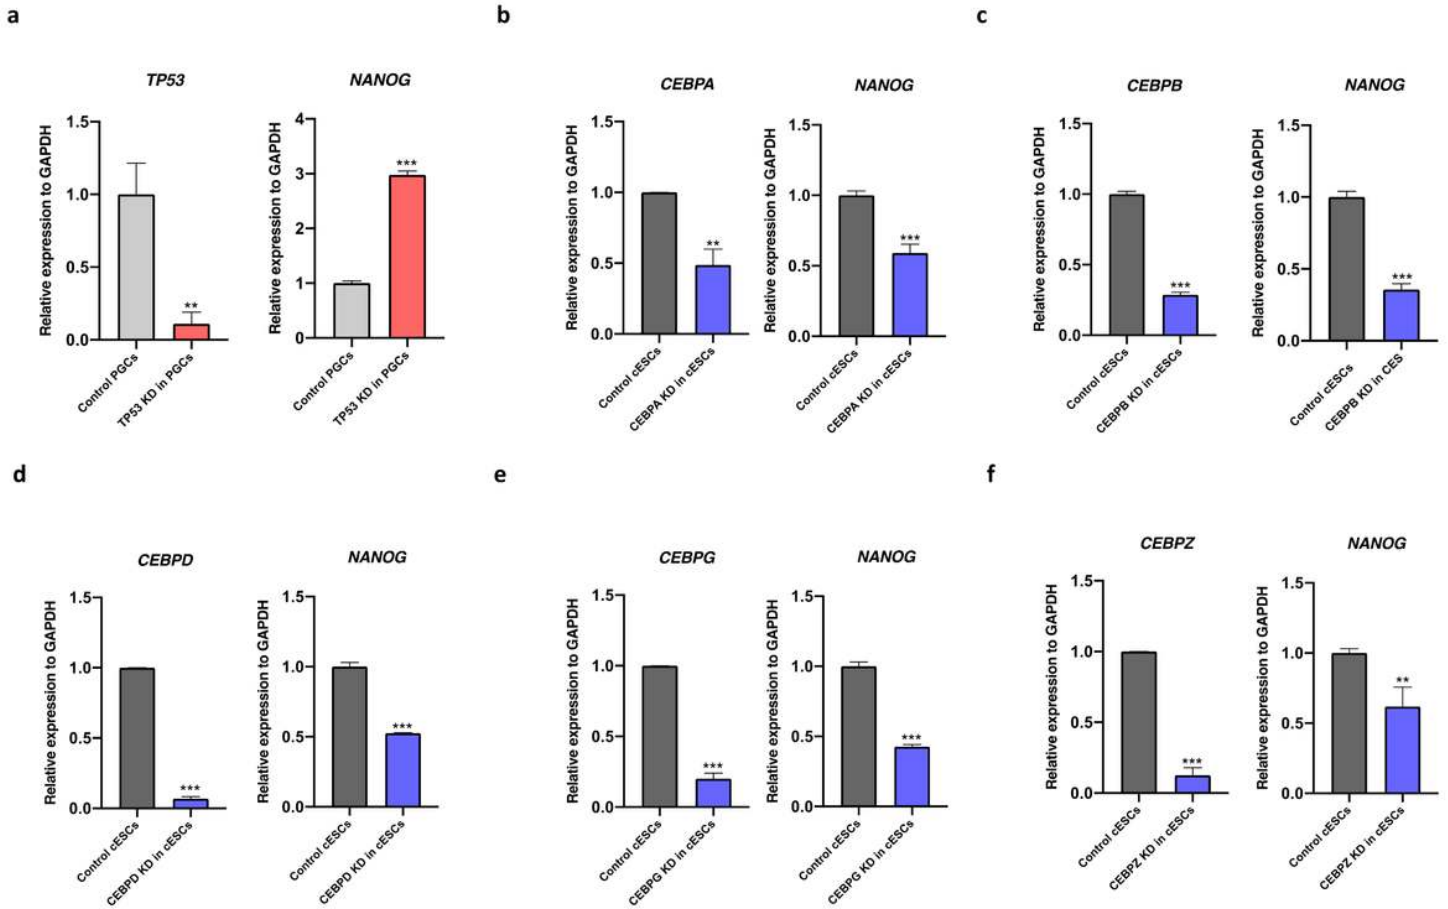 a
TP53
Relative expression to GAPDH
1.5
1.0
0.5
0.0
**
Control PGCs
TP53 KD in PGCs
NANOG
Relative expression to GAPDH
4
3
2
1
0
***
Control PGCs
TP53 KD in PGCs
b
CEBPA
Relative expression to GAPDH
1.5
1.0
0.5
0.0
**
Control cESCs
CEBPA KD in cESCs
NANOG
Relative expression to GAPDH
1.5
1.0
0.5
0.0
***
Control cESCs
CEBPA KD in cESCs
c
CEBPB
Relative expression to GAPDH
1.5
1.0
0.5
0.0
***
Control cESCs
CEBPB KD in cESCs
NANOG
Relative expression to GAPDH
1.5
1.0
0.5
0.0
***
Control cESCs
CEBPB KD in CES
d
CEBPD
Relative expression to GAPDH
1.5
1.0
0.5
0.0
***
Control cESCs
CEBPD KD in cESCs
NANOG
Relative expression to GAPDH
1.5
1.0
0.5
0.0
***
Control cESCs
CEBPD KD in cESCs
e
CEBPG
Relative expression to GAPDH
1.5
1.0
0.5
0.0
***
Control cESCs
CEBPG KD in cESCs
NANOG
Relative expression to GAPDH
1.5
1.0
0.5
0.0
***
Control cESCs
CEBPG KD in cESCs
f
CEBPZ
Relative expression to GAPDH
1.5
1.0
0.5
0.0
***
Control cESCs
CEBPZ KD in cESCs
NANOG
Relative expression to GAPDH
1.5
1.0
0.5
0.0
**
Control cESCs
CEBPZ KD in cESCs